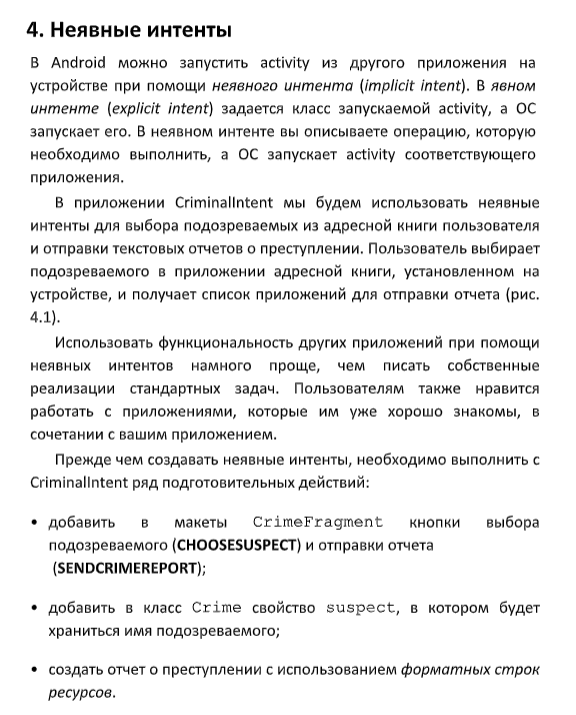 4. Неявные интенты
В Android можно запустить activity из другого приложения на
устройстве при помощи неявного интента (implicit intent). В явном
интенте (explicit intent) задается класс запускаемой activity, а ОС
запускает его. В неявном интенте вы описываете операцию, которую
необходимо выполнить, а ОС запускает activity соответствующего
приложения.
В приложении CriminalIntent мы будем использовать неявные
интенты для выбора подозреваемых из адресной книги пользователя
и отправки текстовых отчетов о преступлении. Пользователь выбирает
подозреваемого в приложении адресной книги, установленном на
устройстве, и получает список приложений для отправки отчета (рис.
4.1).
Использовать функциональность других приложений при помощи
неявных интентов намного проще, чем писать собственные
реализации стандартных задач. Пользователям также нравится
работать с приложениями, которые им уже хорошо знакомы, в
сочетании с вашим приложением.
Прежде чем создавать неявные интенты, необходимо выполнить с
CriminalIntent ряд подготовительных действий:
• добавить в макеты CrimeFragment кнопки выбора
подозреваемого (CHOOSESUSPECT) и отправки отчета
(SENDCRIMEREPORT);
• добавить в класс Crime свойство suspect, в котором будет
храниться имя подозреваемого;
• создать отчет о преступлении с использованием форматных строк
ресурсов.